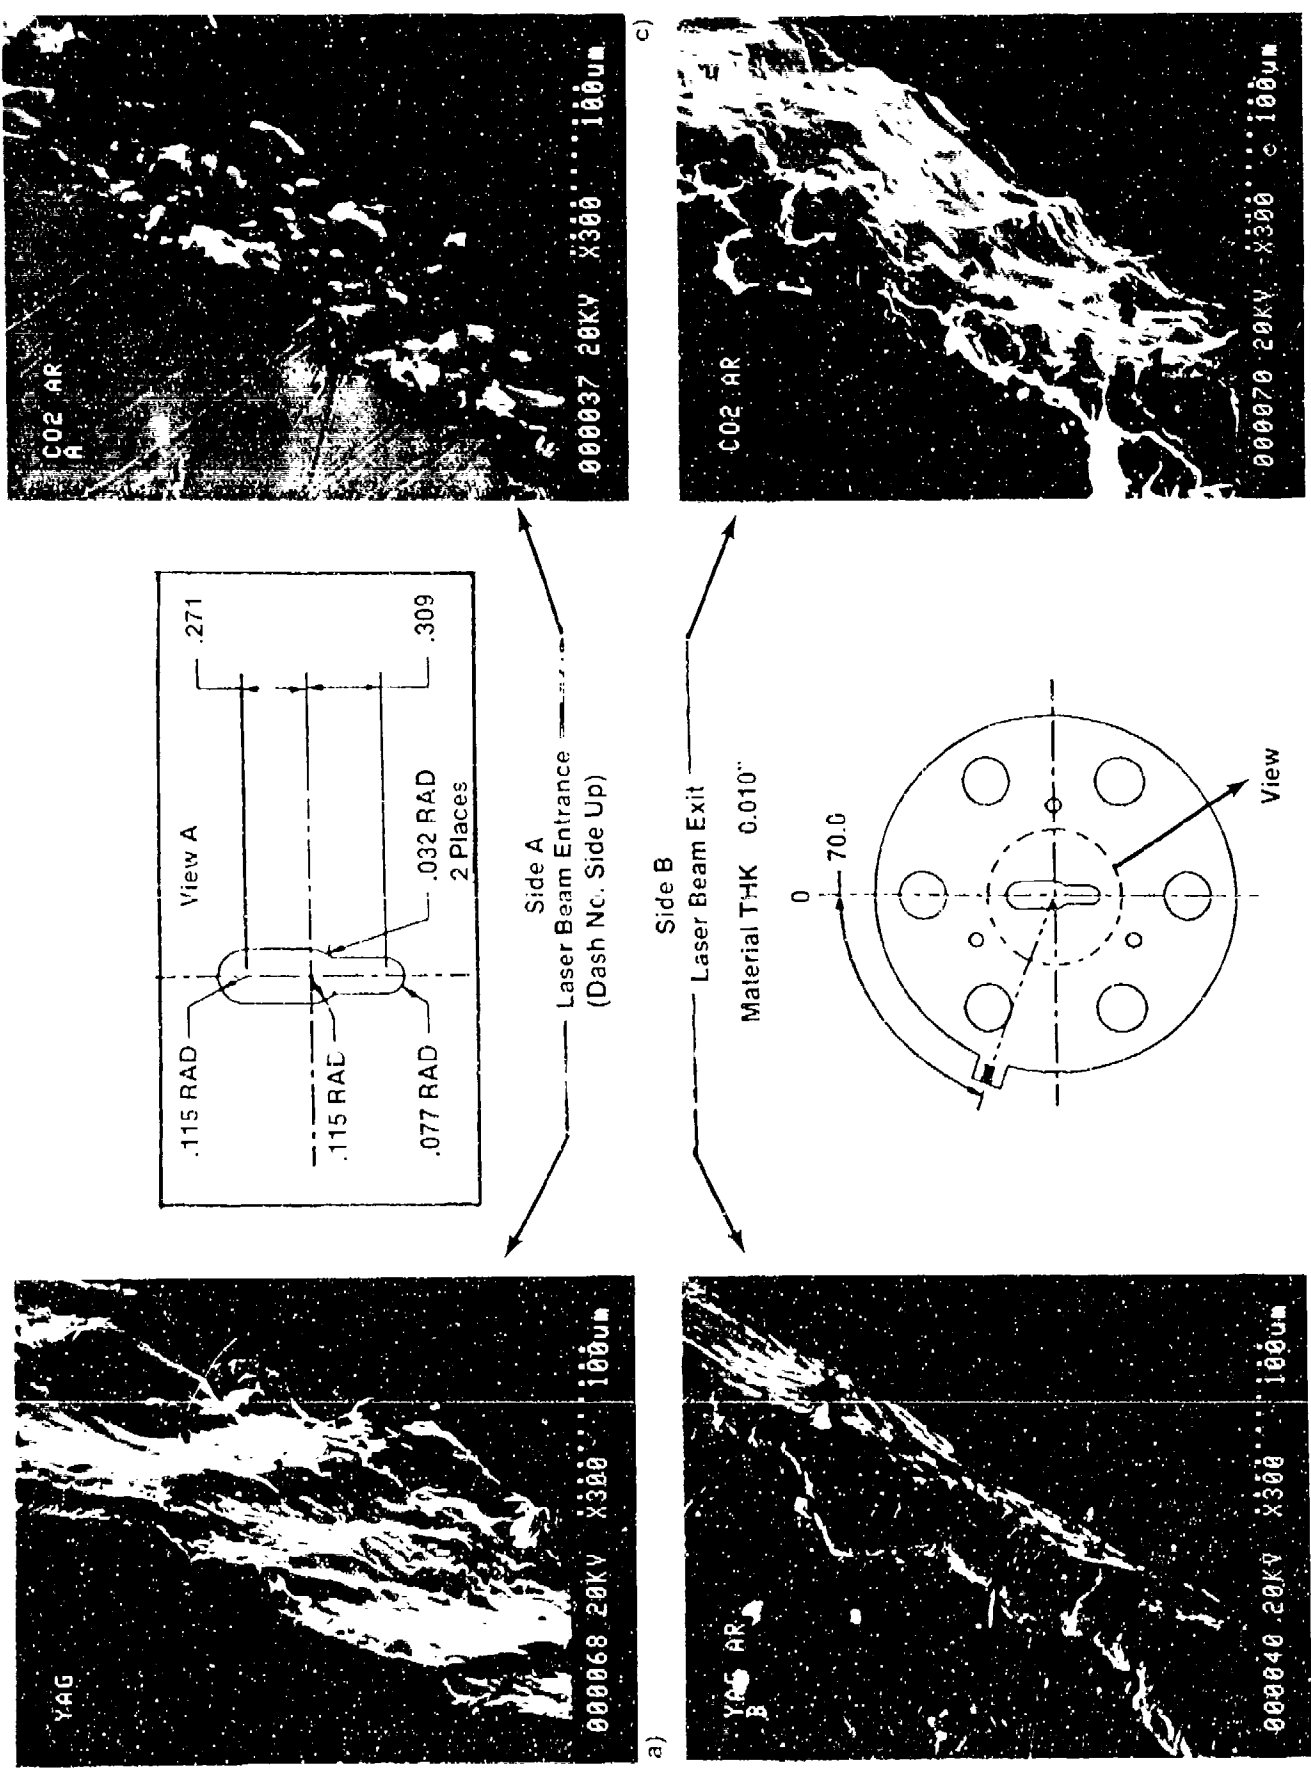 YAG
000068 20KV X300 100um
a)
View A
.115 RAD
.271
.115 RAD
.032 RAD
2 Places
.077 RAD
.309
CO2 AR
A
000037 20KV X300 100um
c)
Side A
Laser Beam Entrance
(Dash No. Side Up)
Side B
Laser Beam Exit
Material THK 0.010"
AR
B
000040 20KV X300 100um
0
70.0
View
CO2 AR
000070 20KV X300 100um